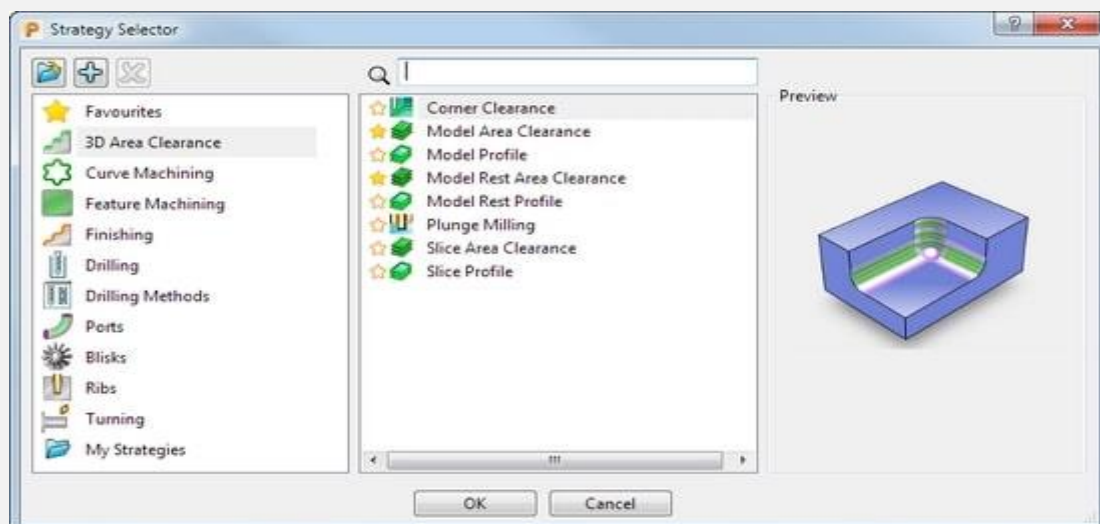 Strategy Selector
Favourites
3D Area Clearance
Curve Machining
Feature Machining
Finishing
Drilling
Drilling Methods
Ports
Blisks
Ribs
Turning
My Strategies
Corner Clearance
Model Area Clearance
Model Profile
Model Rest Area Clearance
Model Rest Profile
Plunge Milling
Slice Area Clearance
Slice Profile
Preview
OK
Cancel